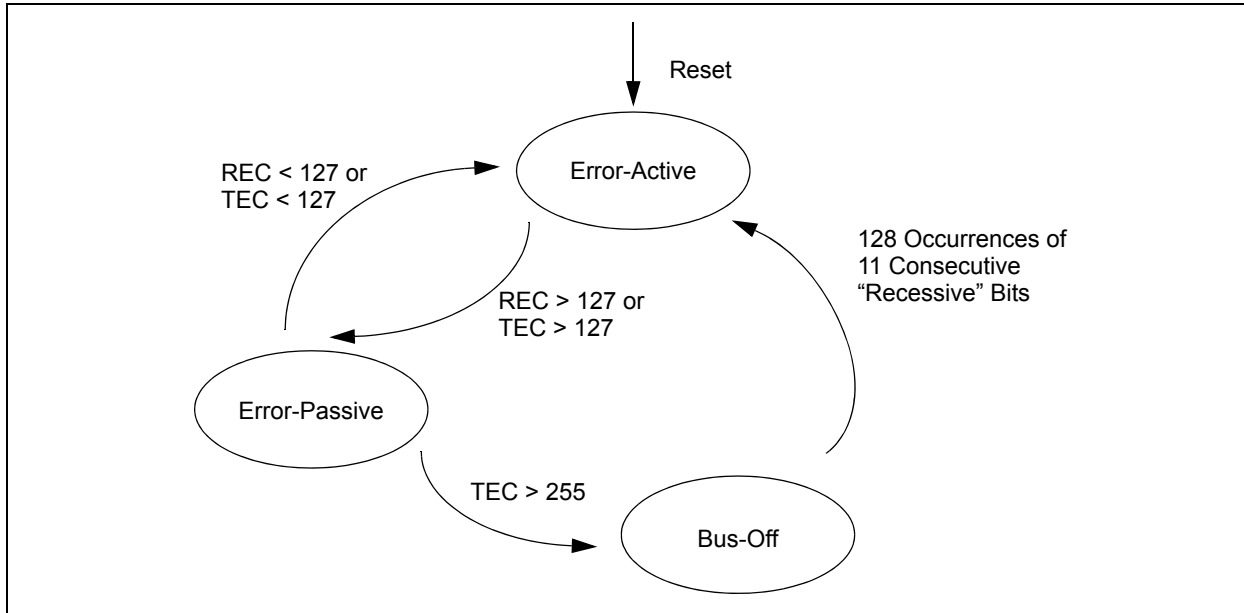 Reset
Error-Active
REC < 127 or
TEC < 127
128 Occurrences of
11 Consecutive
“Recessive” Bits
REC > 127 or
TEC > 127
Error-Passive
TEC > 255
Bus-Off